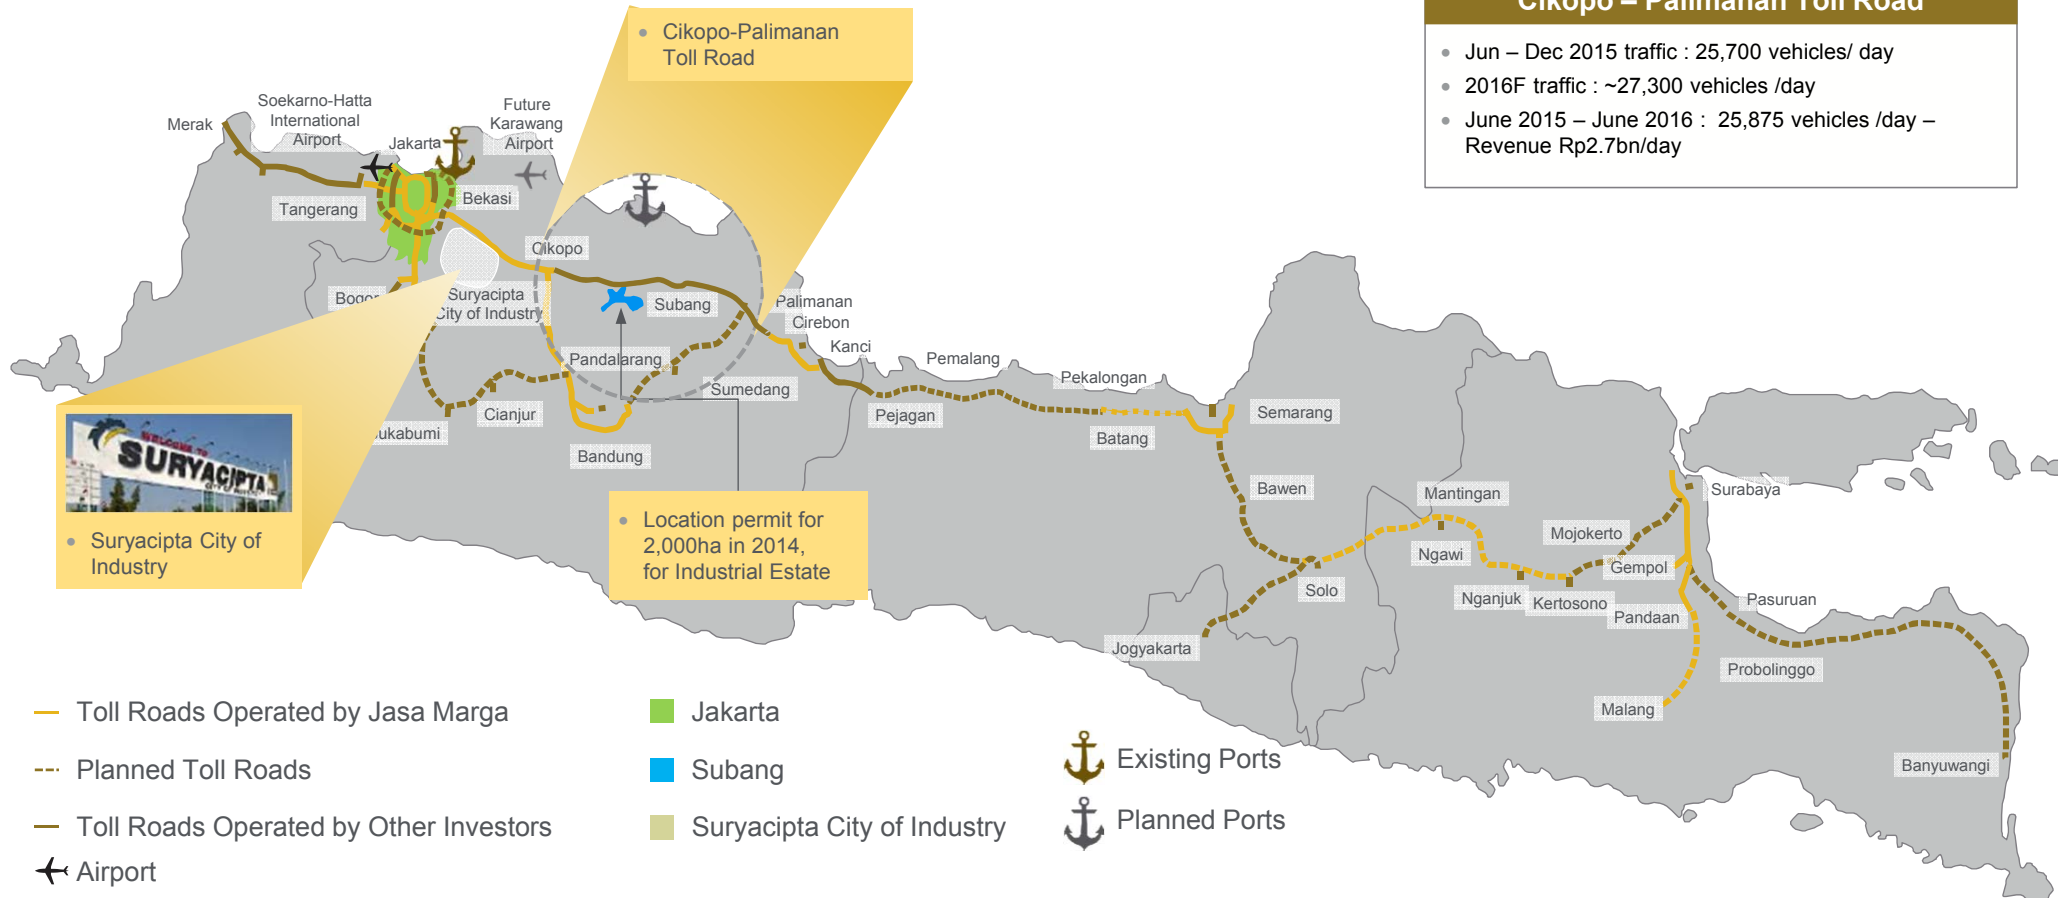 Cikopo – Palimanan Toll Road
• Jun – Dec 2015 traffic : 25,700 vehicles/ day
• 2016F traffic : ~27,300 vehicles /day
• June 2015 – June 2016 : 25,875 vehicles /day –
Revenue Rp2.7bn/day
• Cikopo-Palimanan
Toll Road
Merak
Soekarno-Hatta
International
Airport
Jakarta
Future
Karawang
Airport
Tangerang
Bekasi
Cikopo
Bogor
Suryacipta
City of Industry
Subang
Palimanan
Cirebon
Kanci
Pandalarang
Sumedang
Pemalang
Pekalongan
Cianjur
Pejagan
Batang
Semarang
ukabumi
Bandung
WELCOME TO
SURYACIPTA
• Suryacipta City of
Industry
• Location permit for
2,000ha in 2014,
for Industrial Estate
Bawen
Mantingan
Surabaya
Mojokerto
Ngawi
Gempol
Solo
Nganjuk
Kertosono
Pandaan
Pasuruan
Jogyakarta
Probolinggo
Malang
Banyuwangi
Toll Roads Operated by Jasa Marga
Planned Toll Roads
Toll Roads Operated by Other Investors
Airport
Jakarta
Subang
Suryacipta City of Industry
Existing Ports
Planned Ports